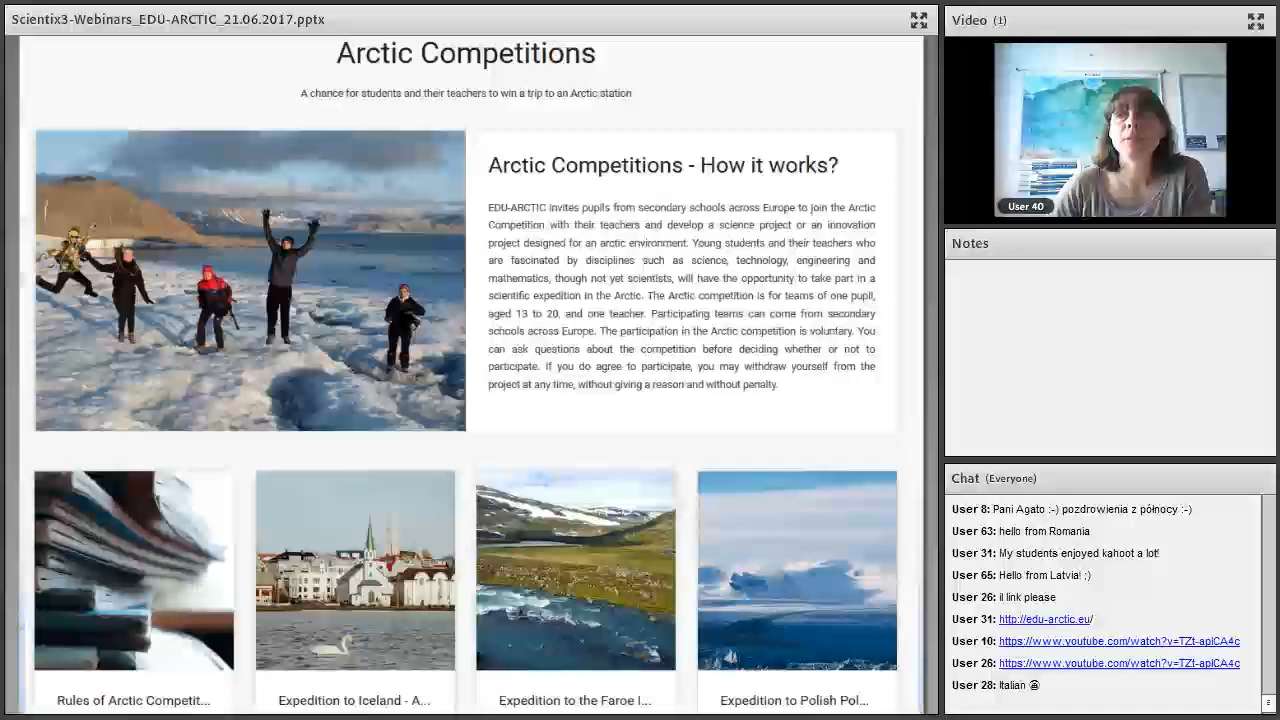 Scientix3-Webinars_EDU-ARCTIC_21.06.2017.pptx
Arctic Competitions
A chance for students and their teachers to win a trip to an Arctic station
Arctic Competitions - How it works?
EDU-ARCTIC invites pupils from secondary schools across Europe to join the Arctic
Competition with their teachers and develop a science project or an innovation
project designed for an arctic environment. Young students and their teachers who
are fascinated by disciplines such as science, technology, engineering and
mathematics, though not yet scientists, will have the opportunity to take part in a
scientific expedition in the Arctic. The Arctic competition is for teams of one pupil,
aged 13 to 20, and one teacher. Participating teams can come from secondary
schools across Europe. The participation in the Arctic competition is voluntary. You
can ask questions about the competition before deciding whether or not to
participate. If you do agree to participate, you may withdraw yourself from the
project at any time, without giving a reason and without penalty.
Rules of Arctic Competit...
Expedition to Iceland - A...
Expedition to the Faroe I...
Expedition to Polish Pol...
Video (1)
User 40
Notes
Chat (Everyone)
User 8: Pani Agato :-) pozdrowienia z północy :-)
User 63: hello from Romania
User 31: My students enjoyed kahoot a lot!
User 65: Hello from Latvia! :)
User 26: il link please
User 31: http://edu-arctic.eu/
User 10: https://www.youtube.com/watch?v=TZt-apICA4c
User 26: https://www.youtube.com/watch?v=TZt-apICA4c
User 28: Italian 😀